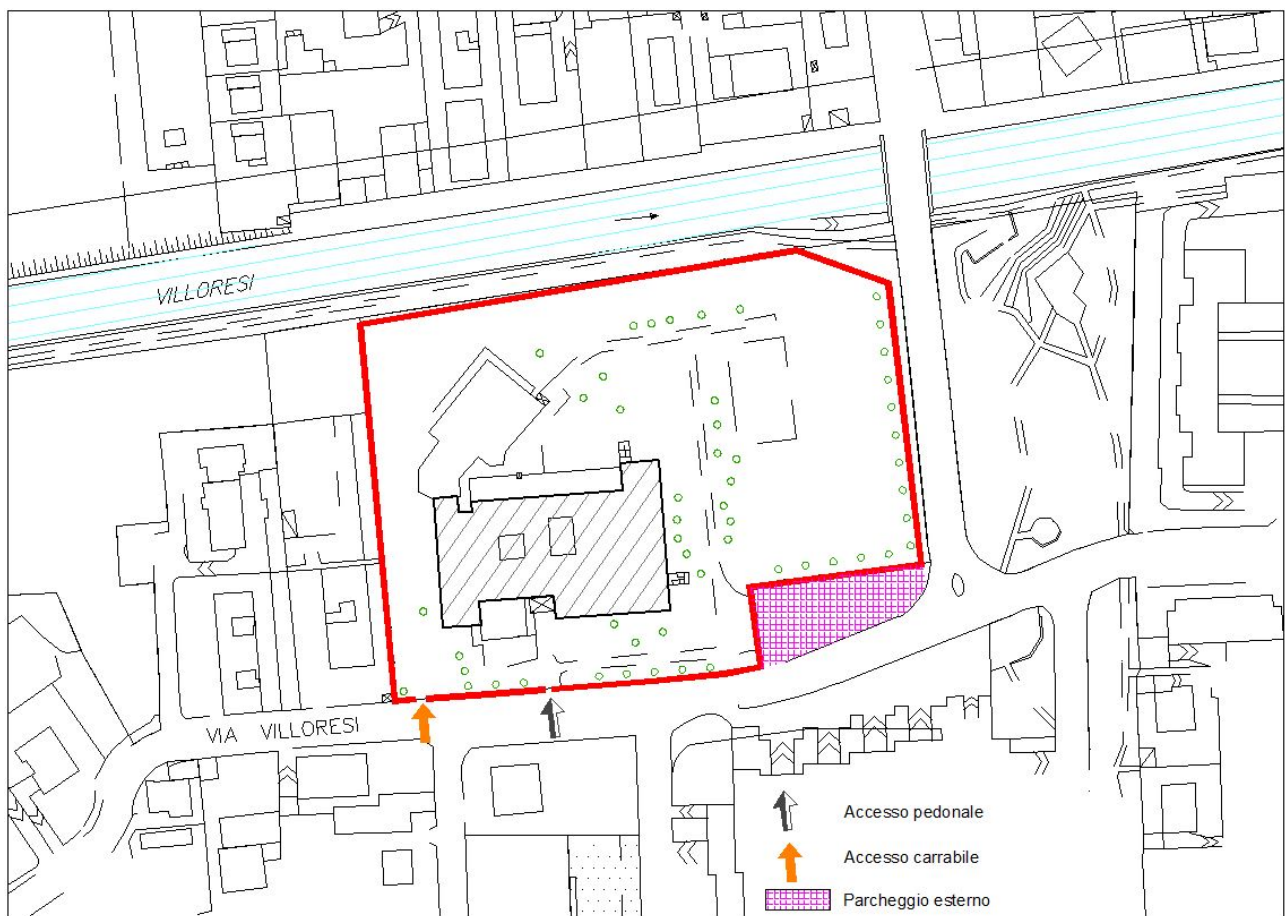 VILLORESI
VIA VILLORESI
Accesso pedonale
Accesso carrabile
Parcheggio esterno